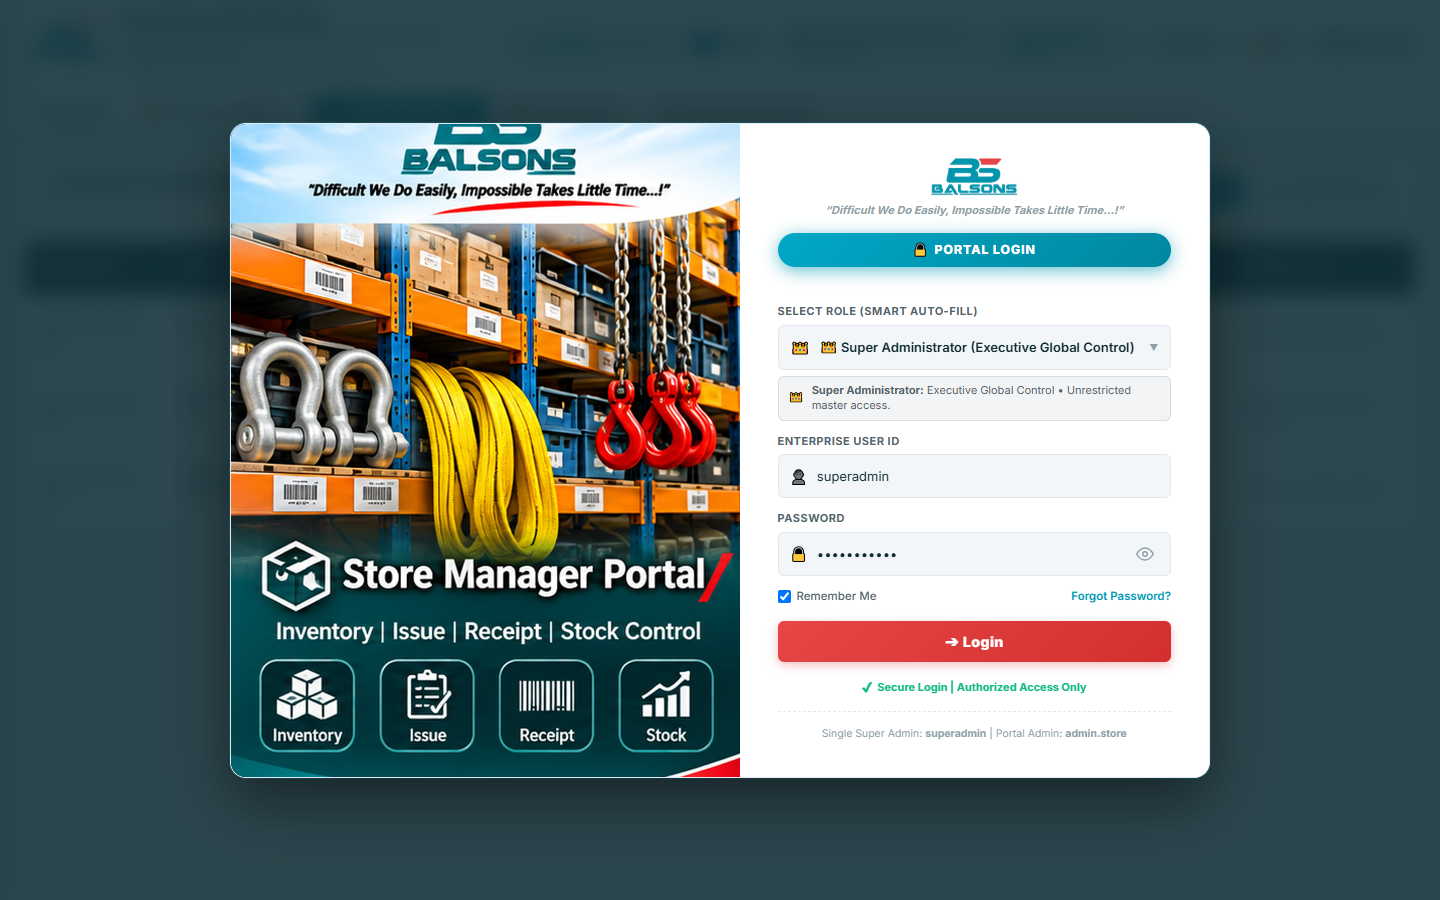 BS
BALSONS
"Difficult We Do Easily, Impossible Takes Little Time...!"
Store Manager Portal/
Inventory | Issue | Receipt | Stock Control
Inventory
Issue
Receipt
Stock
BS
BALSONS
"Difficult We Do Easily, Impossible Takes Little Time...!"
PORTAL LOGIN
SELECT ROLE (SMART AUTO-FILL)
Super Administrator (Executive Global Control)
Super Administrator: Executive Global Control • Unrestricted
master access.
ENTERPRISE USER ID
superadmin
PASSWORD
•••••••••••
Remember Me
Forgot Password?
➔ Login
✓ Secure Login | Authorized Access Only
Single Super Admin: superadmin | Portal Admin: admin.store